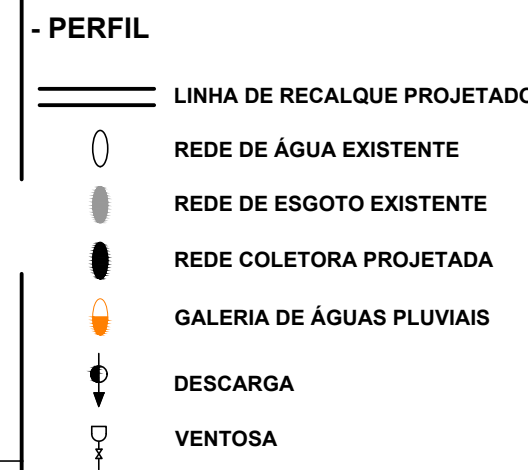 - PERFIL
LINHA DE RECALQUE PROJETADO
REDE DE ÁGUA EXISTENTE
REDE DE ESGOTO EXISTENTE
REDE COLETORA PROJETADA
GALERIA DE ÁGUAS PLUVIAIS
DESCARGA
VENTOSA